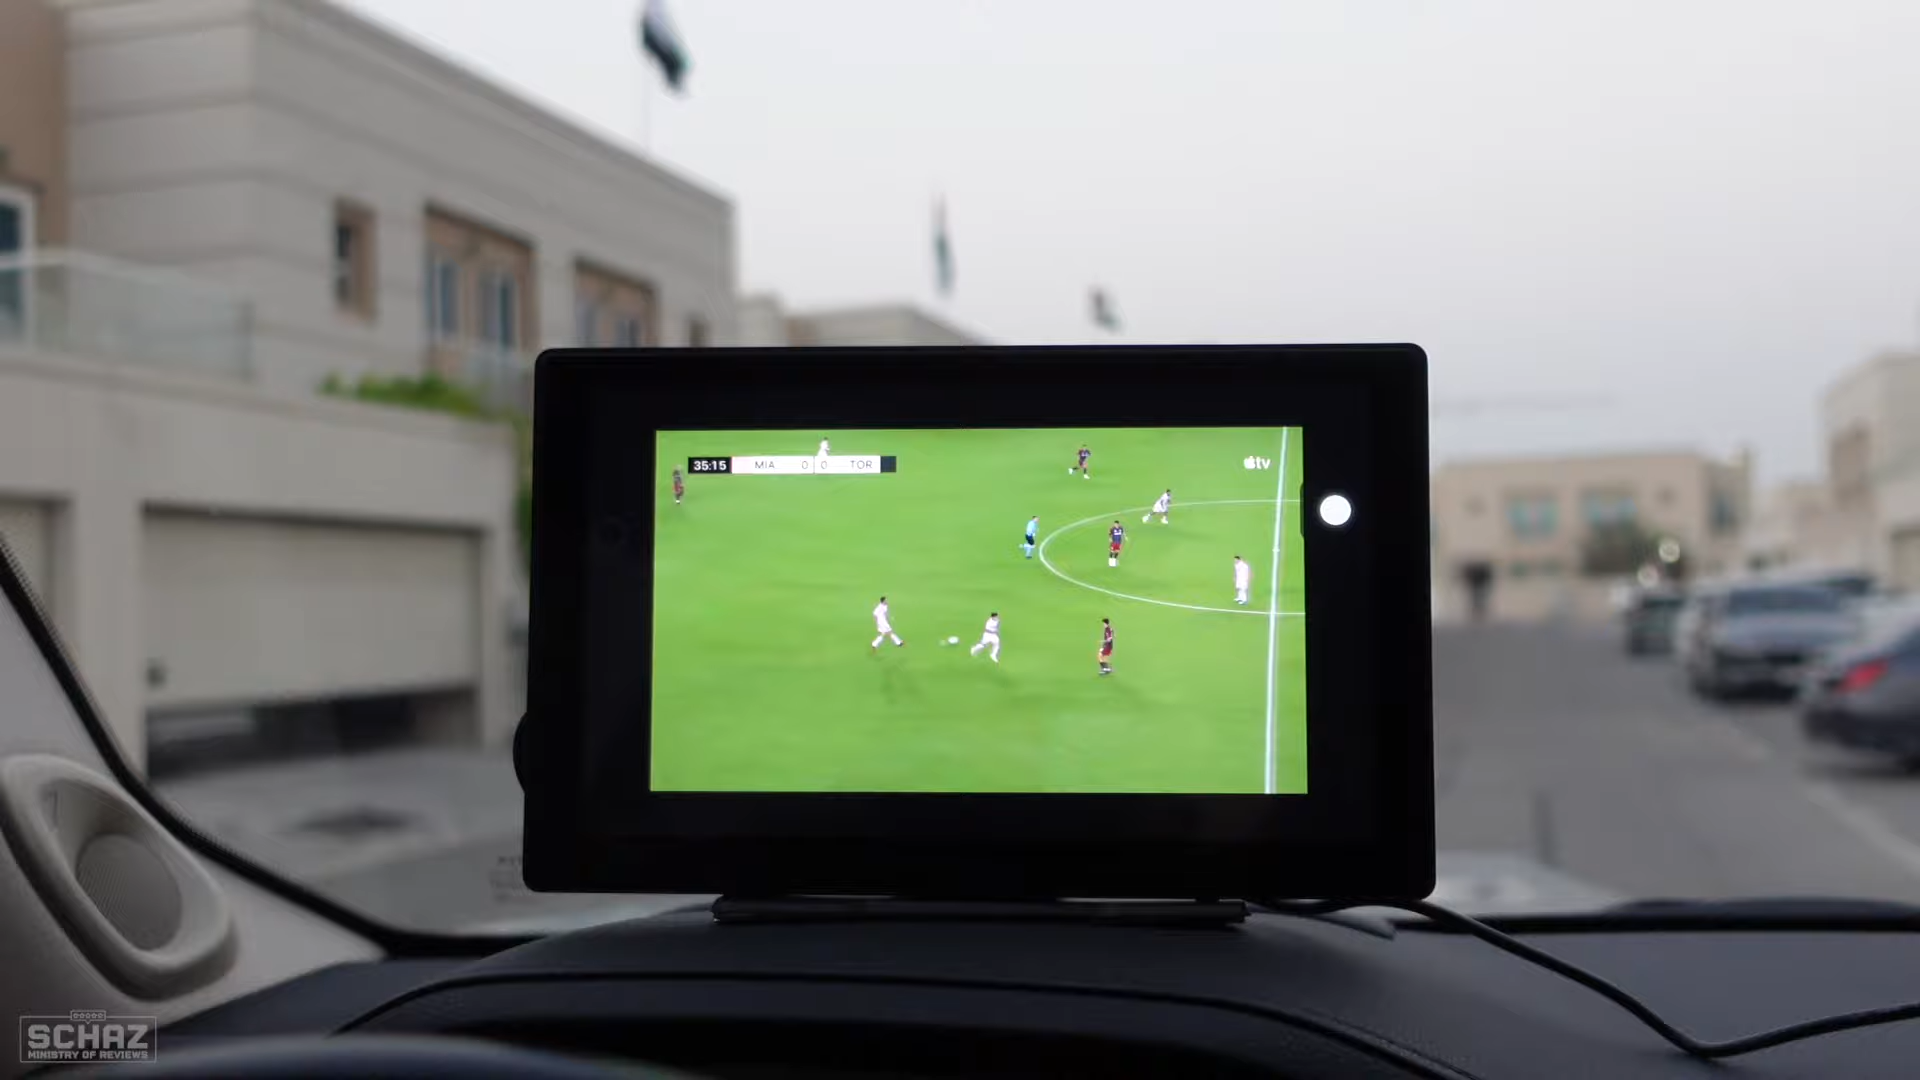 35:15 MIA 0 0 TOR
tv
SCHAZ
MINISTRY OF REVIEWS